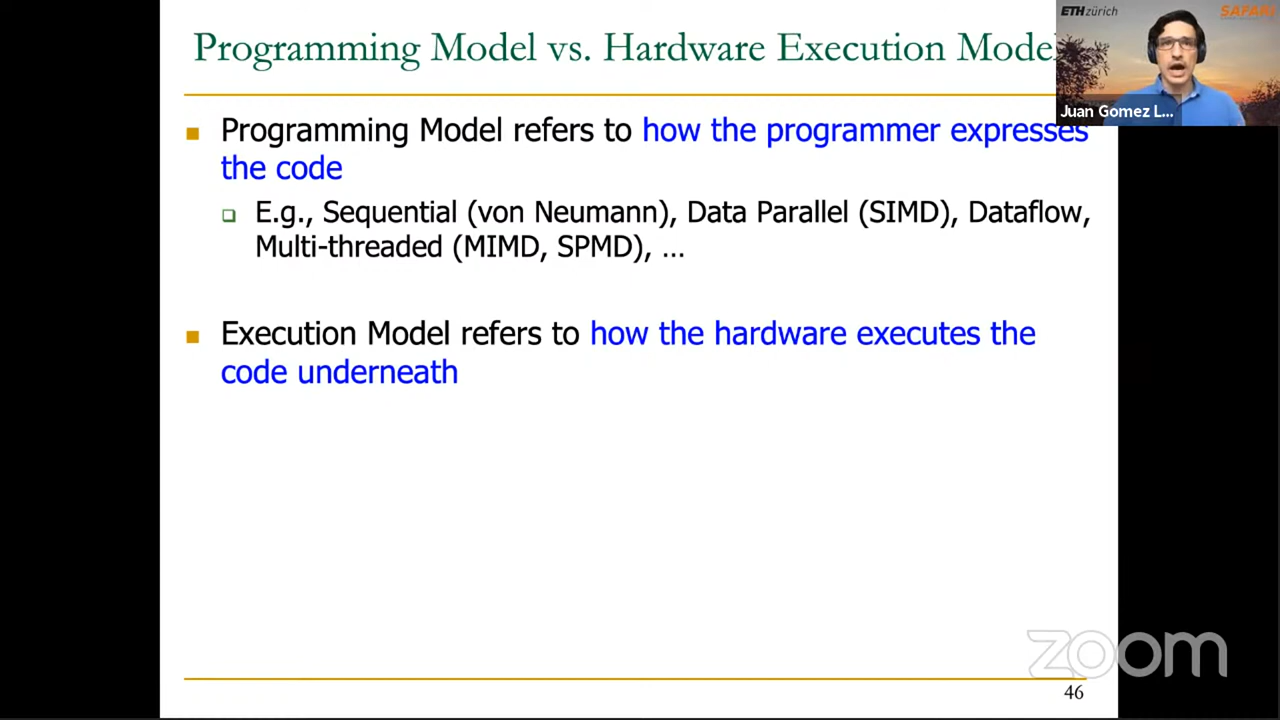 Programming Model vs. Hardware Execution Model
ETH zürich
SAFARI
Juan Gomez L...
Programming Model refers to how the programmer expresses
the code
E.g., Sequential (von Neumann), Data Parallel (SIMD), Dataflow,
Multi-threaded (MIMD, SPMD), ...
Execution Model refers to how the hardware executes the
code underneath
zoom
46